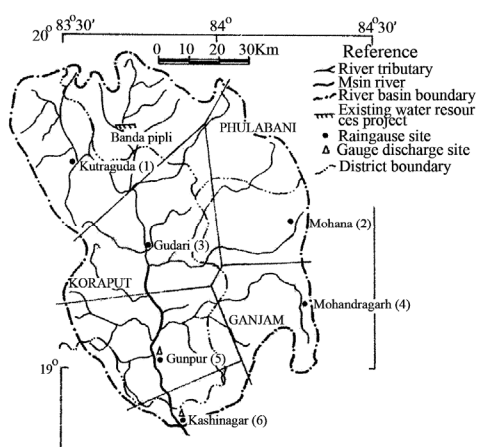 83°30' 84° 84°30'
20°
0 10 20 30Km
Reference
River tributary
Msin river
River basin boundary
Existing water resour
ces project
Raingause site
Gauge discharge site
District boundary
Banda pipli
PHULABANI
Kutraguda (1)
Mohana (2)
Gudari (3)
KORAPUT
Mohandragarh (4)
GANJAM
Gunpur (5)
19°
Kashinagar (6)